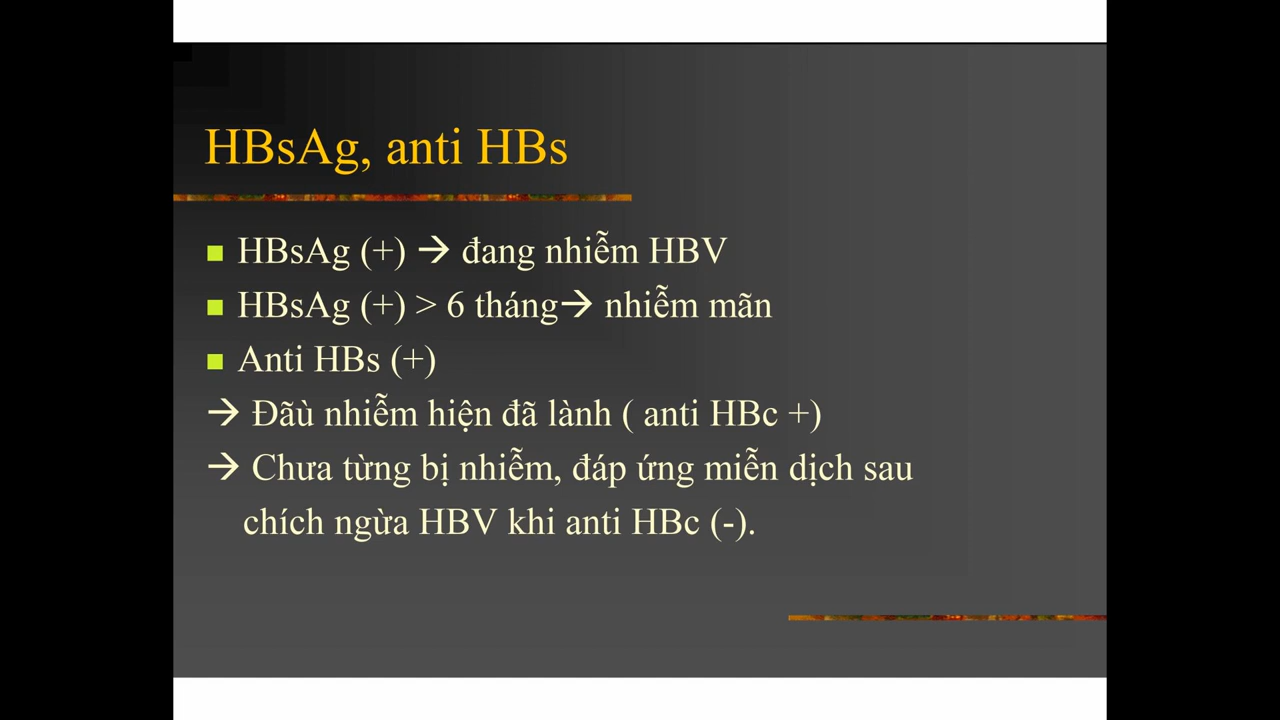 HBsAg, anti HBs
HBsAg (+) → đang nhiễm HBV
HBsAg (+) > 6 tháng→ nhiễm mãn
Anti HBs (+)
→ Đãù nhiễm hiện đã lành ( anti HBc +)
→ Chưa từng bị nhiễm, đáp ứng miễn dịch sau
chích ngừa HBV khi anti HBc (-).